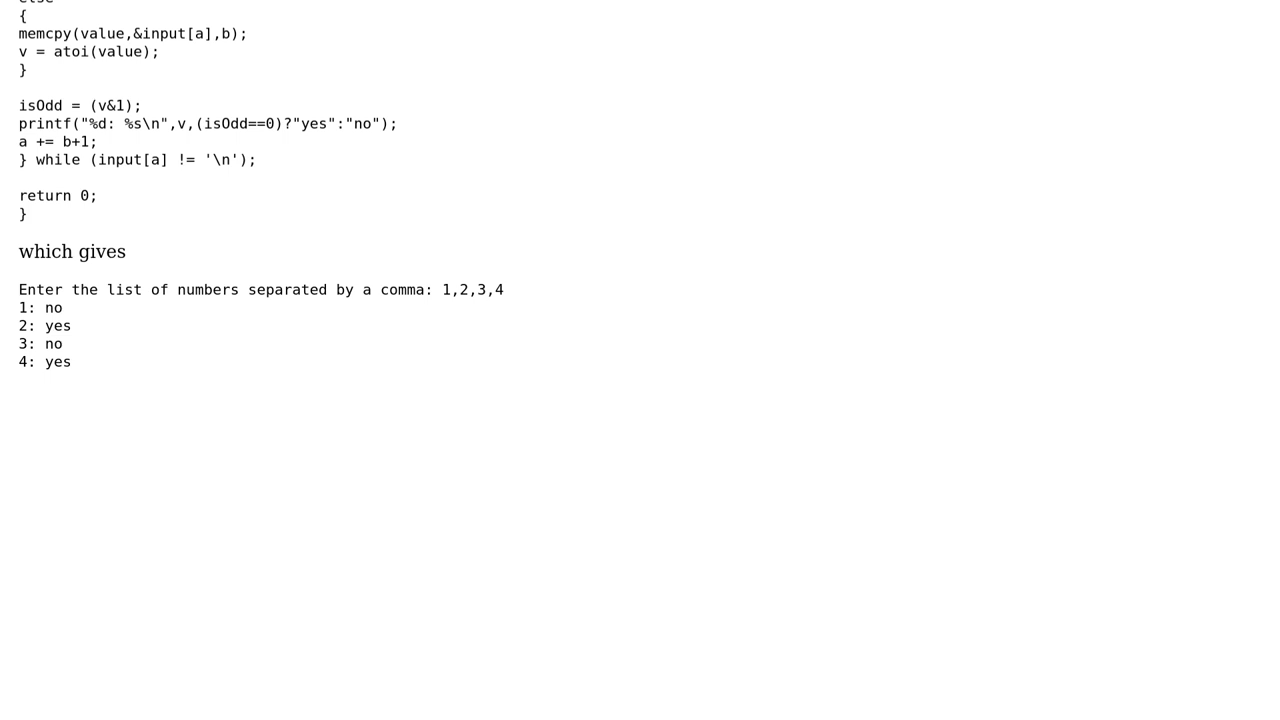 else
{
memcpy(value,&input[a],b);
v = atoi(value);
}
isOdd = (v&1);
printf("%d: %s\n",v,(isOdd==0)?"yes":"no");
a += b+1;
} while (input[a] != '\n');
return 0;
}
which gives
Enter the list of numbers separated by a comma: 1,2,3,4
1: no
2: yes
3: no
4: yes